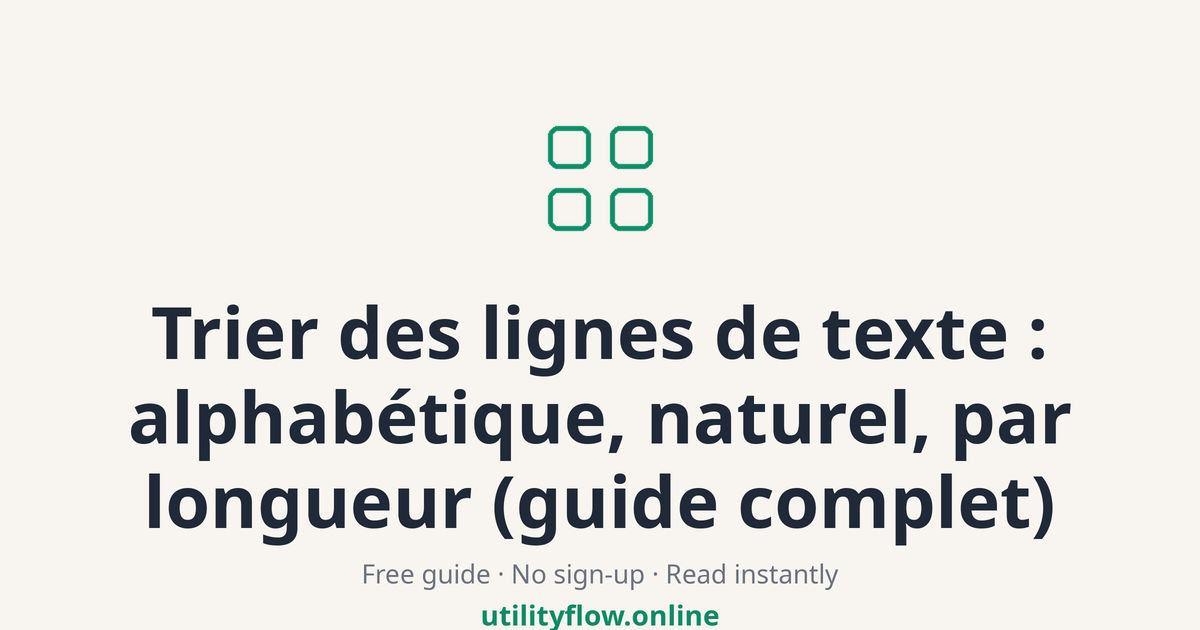 Trier des lignes de texte :
alphabétique, naturel, par
longueur (guide complet)
Free guide · No sign-up · Read instantly
utilityflow.online